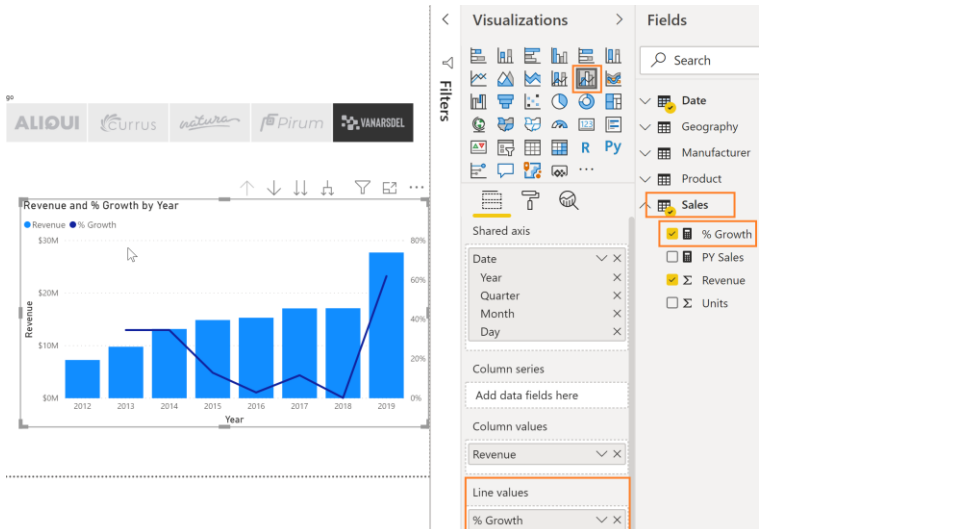 go
ALIQUI
Currus
natura
Pirum
VANARSDEL
Revenue and % Growth by Year
Revenue
% Growth
$30M
$20M
$10M
$0M
Revenue
80%
60%
40%
20%
0%
2012 2013 2014 2015 2016 2017 2018 2019
Year
Filters
Visualizations
123
R
Py
Shared axis
Date
Year
Quarter
Month
Day
Column series
Add data fields here
Column values
Revenue
Line values
% Growth
Fields
Search
Date
Geography
Manufacturer
Product
Sales
% Growth
PY Sales
Σ Revenue
Σ Units